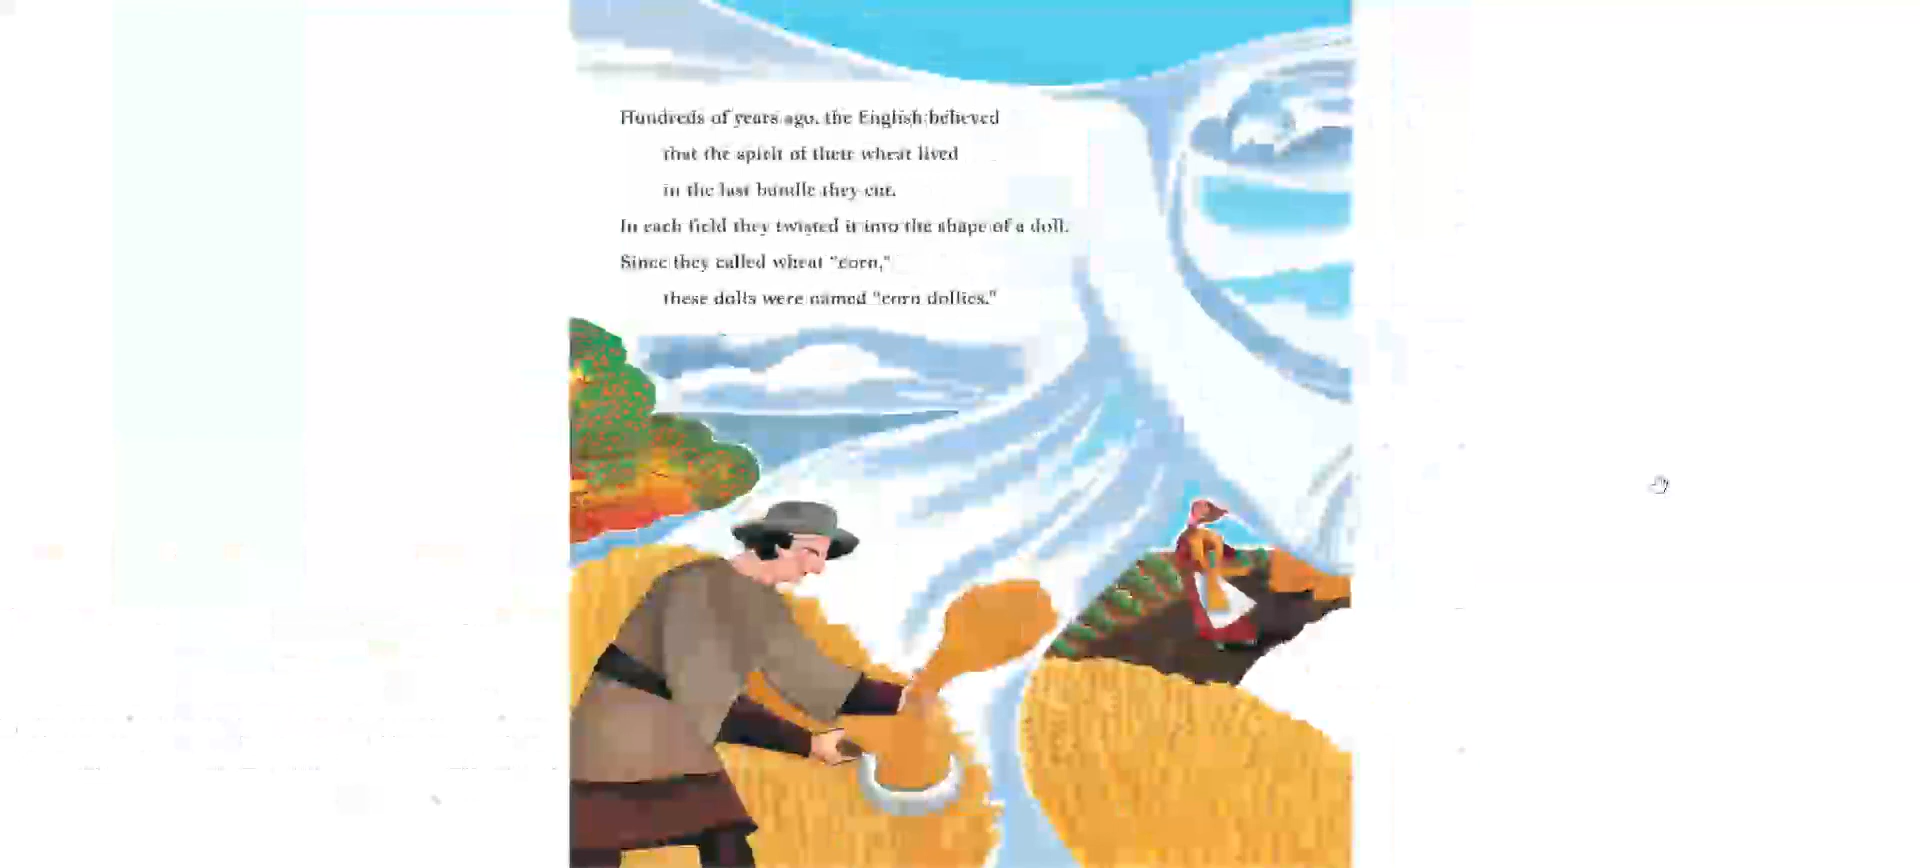 Hundreds of years ago, the English believed
that the spirit of their wheat lived
in the last bundle they cut.
In each field they twisted it into the shape of a doll.
Since they called wheat "corn,"
these dolls were named "corn dollies."